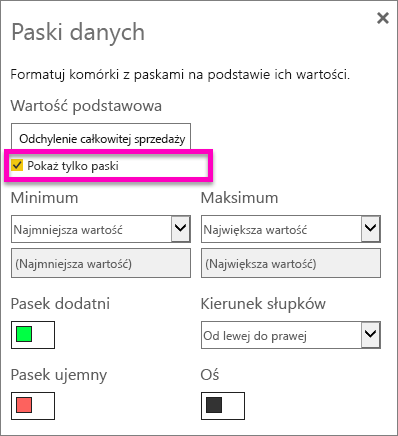 Paski danych
Formatuj komórki z paskami na podstawie ich wartości.
Wartość podstawowa
Odchylenie całkowitej sprzedaży
Pokaż tylko paski
Minimum
Maksimum
Najmniejsza wartość
Największa wartość
(Najmniejsza wartość)
(Największa wartość)
Pasek dodatni
Kierunek słupków
Od lewej do prawej
Pasek ujemny
Oś